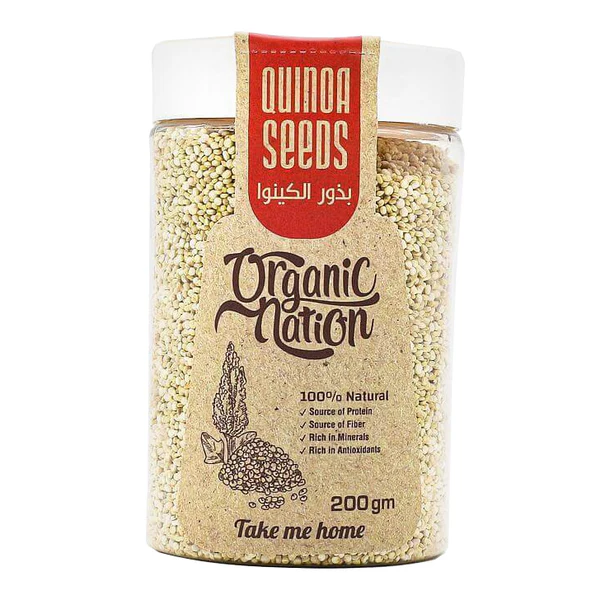 QUINOA
SEEDS
بذور الكينوا
Organic
Nation
100% Natural
✓ Source of Protein
✓ Source of Fiber
✓ Rich in Minerals
✓ Rich in Antioxidants
200gm
Take me home